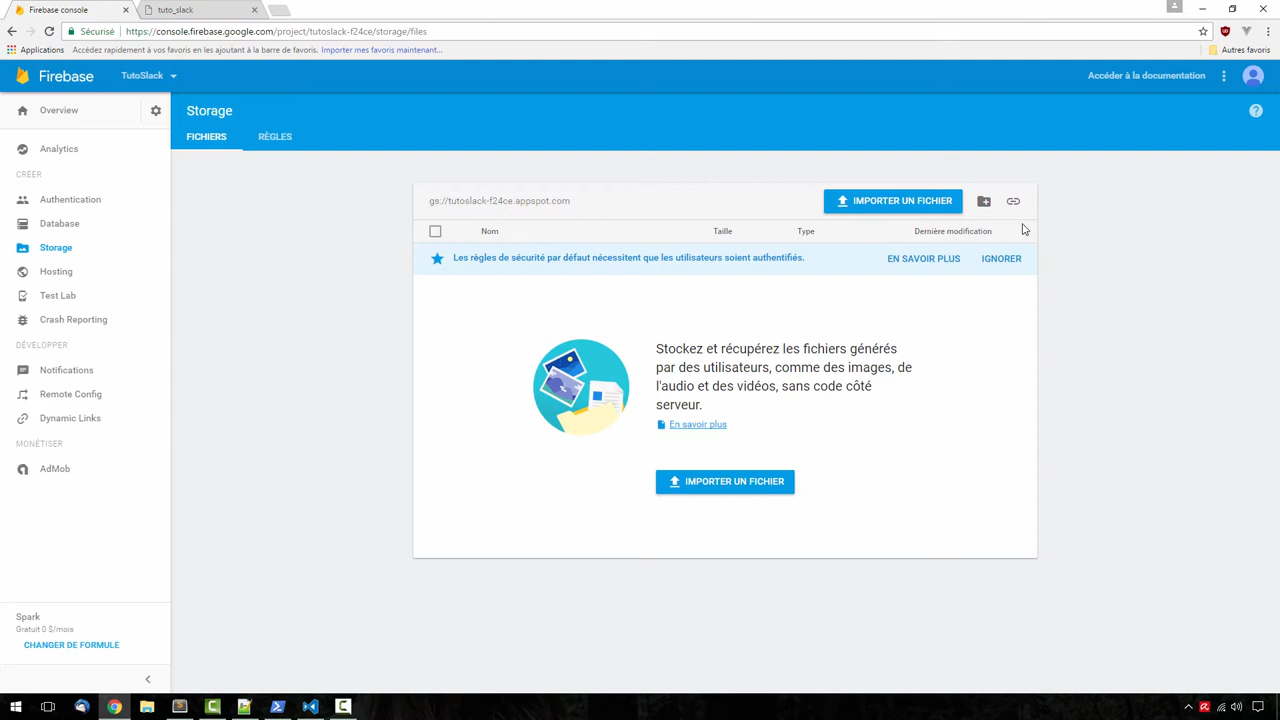 Firebase console
tuto_slack
Sécurisé
https://console.firebase.google.com/project/tutoslack-f24ce/storage/files
Applications
Accédez rapidement à vos favoris en les ajoutant à la barre de favoris. Importer mes favoris maintenant...
Autres favoris
Firebase
TutoSlack
Accéder à la documentation
Overview
Storage
FICHIERS
RÈGLES
Analytics
CRÉER
Authentication
Database
Storage
Hosting
Test Lab
Crash Reporting
DÉVELOPPER
Notifications
Remote Config
Dynamic Links
MONÉTISER
AdMob
Spark
Gratuit 0 $/mois
CHANGER DE FORMULE
gs://tutoslack-f24ce.appspot.com
IMPORTER UN FICHIER
Nom
Taille
Type
Dernière modification
Les règles de sécurité par défaut nécessitent que les utilisateurs soient authentifiés.
EN SAVOIR PLUS
IGNORER
Stockez et récupérez les fichiers générés
par des utilisateurs, comme des images, de
l'audio et des vidéos, sans code côté
serveur.
En savoir plus
IMPORTER UN FICHIER